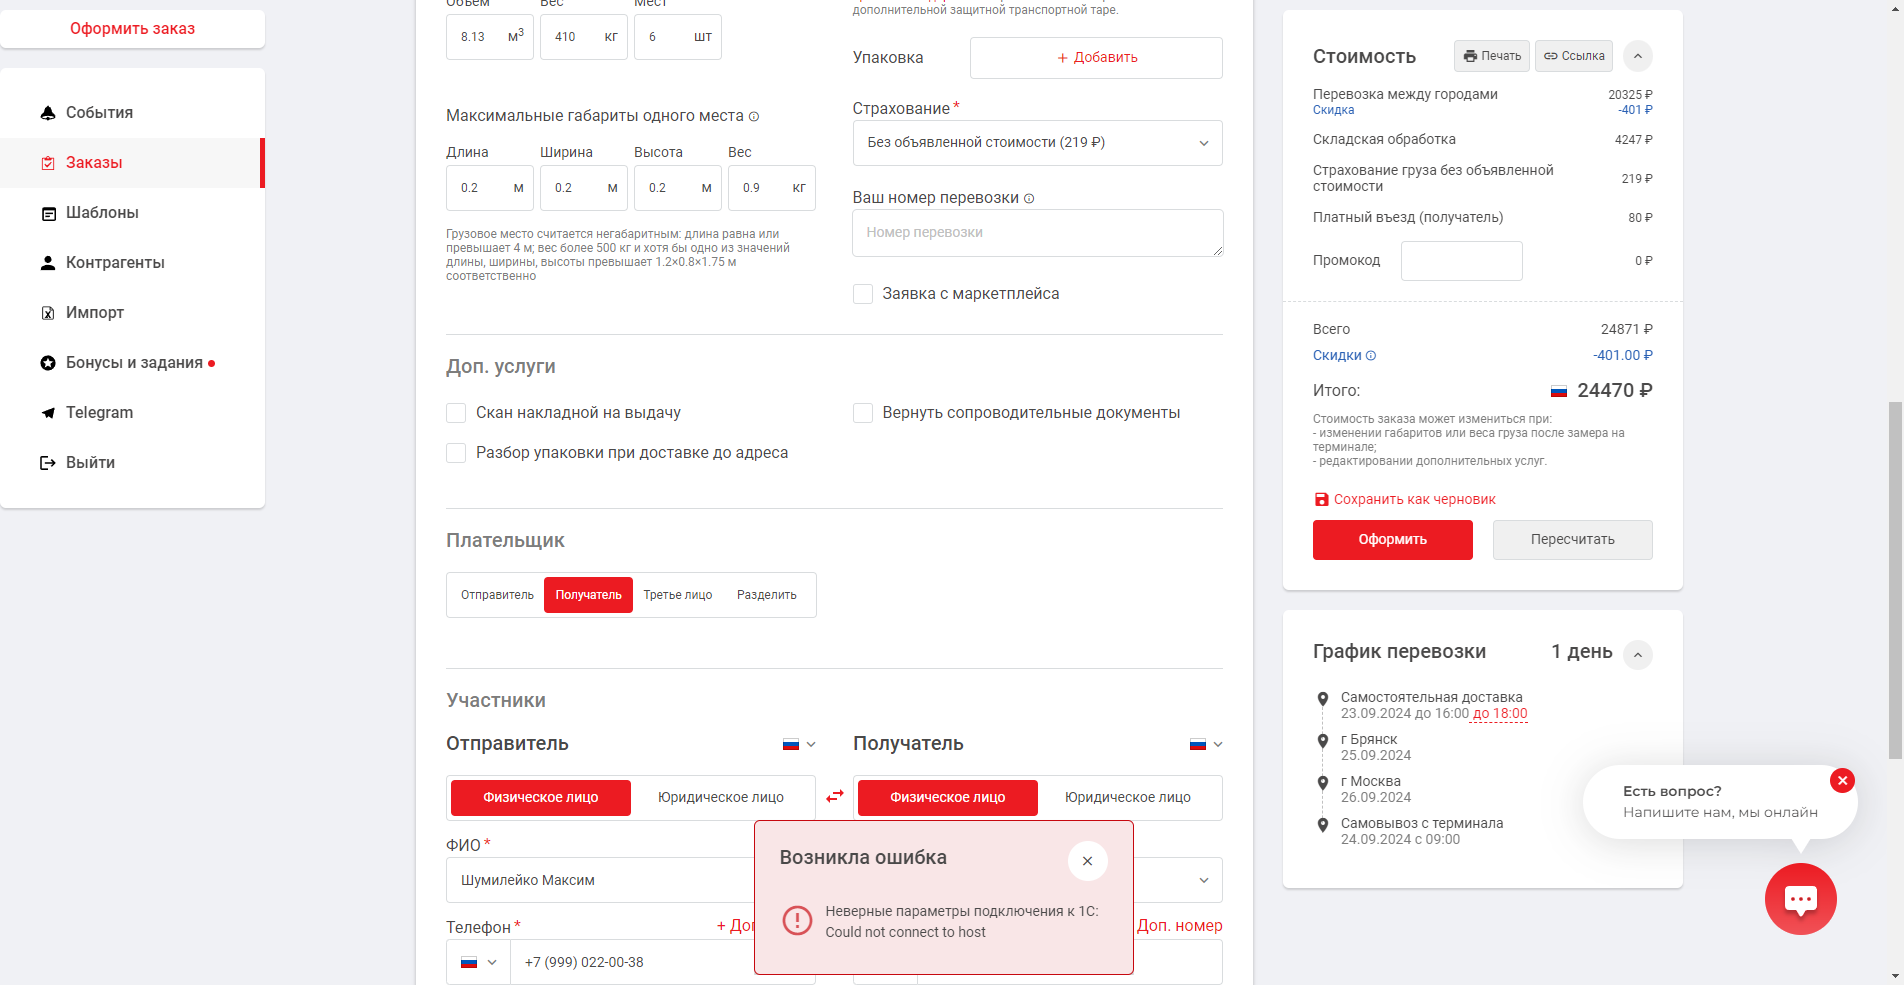 Оформить заказ
События
Заказы
Шаблоны
Контрагенты
Импорт
Бонусы и задания
Telegram
Выйти
Объем Вес Мест
8.13 м3 410 кг 6 шт
Максимальные габариты одного места
Длина Ширина Высота Вес
0.2 м 0.2 м 0.2 м 0.9 кг
Грузовое место считается негабаритным: длина равна или
превышает 4 м; вес более 500 кг и хотя бы одно из значений
длины, ширины, высоты превышает 1.2×0.8×1.75 м
соответственно
дополнительной защитной транспортной таре.
Упаковка + Добавить
Страхование *
Без объявленной стоимости (219 ₽)
Ваш номер перевозки
Номер перевозки
Заявка с маркетплейса
Доп. услуги
Скан накладной на выдачу
Вернуть сопроводительные документы
Разбор упаковки при доставке до адреса
Плательщик
Отправитель Получатель Третье лицо Разделить
Участники
Отправитель
Получатель
Физическое лицо Юридическое лицо
Физическое лицо Юридическое лицо
ФИО *
Шумилейко Максим
Телефон * + Доп
Доп. номер
+7 (999) 022-00-38
Возникла ошибка
Неверные параметры подключения к 1С:
Could not connect to host
Стоимость Печать Ссылка
Перевозка между городами 20325 ₽
Скидка -401 ₽
Складская обработка 4247 ₽
Страхование груза без объявленной
стоимости 219 ₽
Платный въезд (получатель) 80 ₽
Промокод 0 ₽
Всего 24871 ₽
Скидки -401.00 ₽
Итого: 24470 ₽
Стоимость заказа может измениться при:
- изменении габаритов или веса груза после замера на
терминале;
- редактировании дополнительных услуг.
Сохранить как черновик
Оформить Пересчитать
График перевозки 1 день
Самостоятельная доставка
23.09.2024 до 16:00 до 18:00
г Брянск
25.09.2024
г Москва
26.09.2024
Самовывоз с терминала
24.09.2024 с 09:00
Есть вопрос?
Напишите нам, мы онлайн